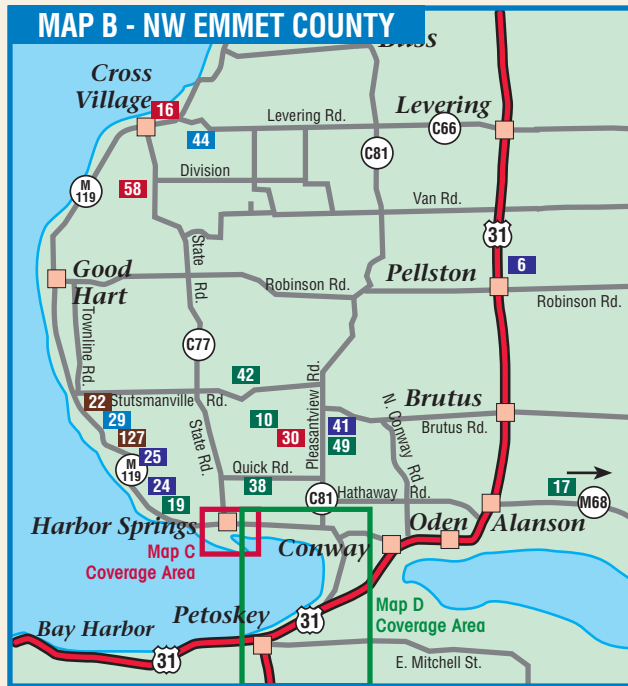 MAP B - NW EMMET COUNTY
Bliss
Cross
Village
16
Levering Rd.
C66
Levering
44
C81
Division
58
M
119
Van Rd.
State
Rd.
31
6
Good
Hart
Robinson Rd.
Pellston
Robinson Rd.
Townline Rd.
C77
42
Pleasantview Rd.
Stutsmanville Rd.
22
29
127
25
24
19
M
119
State Rd.
10
30
41
49
N. Conway Rd.
Brutus
Brutus Rd.
Quick Rd.
38
C81
Hathaway Rd.
17
M68
Harbor Springs
Map C
Coverage Area
Conway
Oden
Alanson
Map D
Coverage Area
Petoskey
31
Bay Harbor
31
E. Mitchell St.